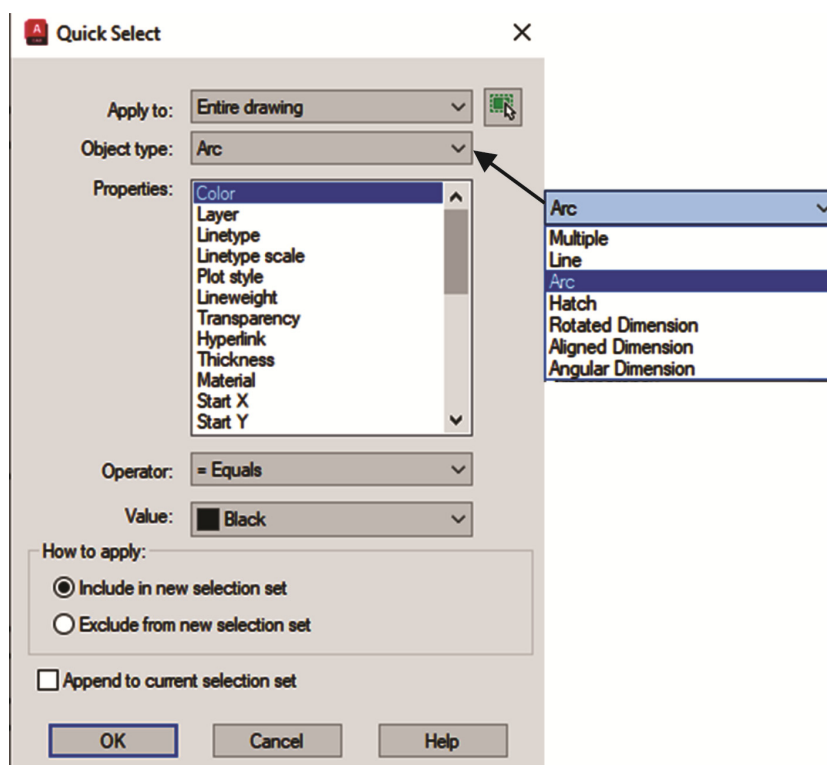 Quick Select
Apply to: Entire drawing
Object type: Arc
Properties: Color
Layer
Linetype
Linetype scale
Plot style
Lineweight
Transparency
Hyperlink
Thickness
Material
Start X
Start Y
Arc
Multiple
Line
Arc
Hatch
Rotated Dimension
Aligned Dimension
Angular Dimension
Operator: = Equals
Value: Black
How to apply:
Include in new selection set
Exclude from new selection set
Append to current selection set
OK Cancel Help